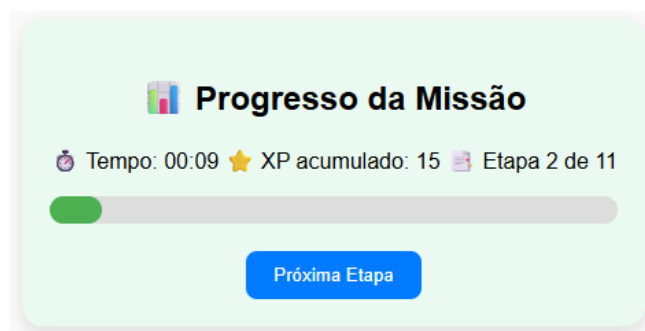 Progresso da Missão
Tempo: 00:09 XP acumulado: 15 Etapa 2 de 11
Próxima Etapa